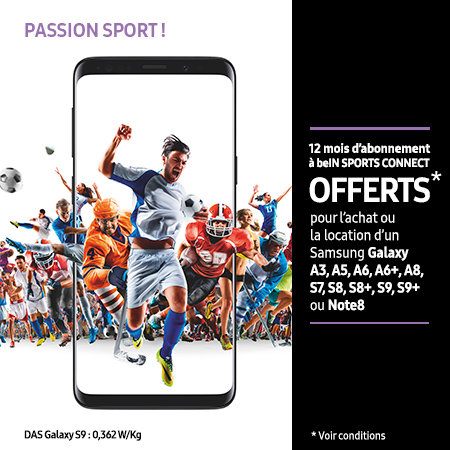 PASSION SPORT !
12 mois d'abonnement
à beIN SPORTS CONNECT
OFFERTS*
pour l'achat ou
la location d'un
Samsung Galaxy
A3, A5, A6, A6+, A8,
S7, S8, S8+, S9, S9+
ou Note8
DAS Galaxy S9 : 0,362 W/Kg
* Voir conditions